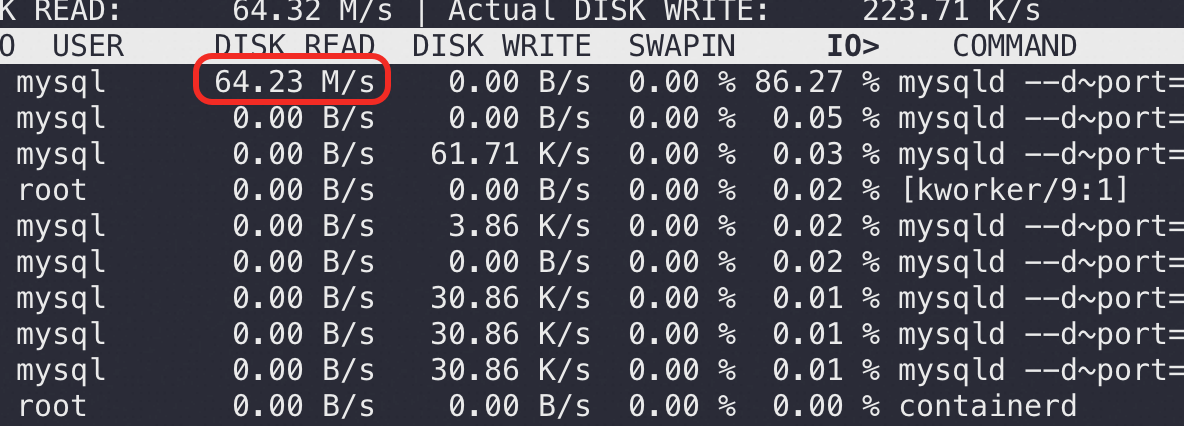 K READ: 64.32 M/s | Actual DISK WRITE: 223.71 K/s
O USER DISK READ DISK WRITE SWAPIN IO> COMMAND
mysql 64.23 M/s 0.00 B/s 0.00 % 86.27 % mysqld --d~port=
mysql 0.00 B/s 0.00 B/s 0.00 % 0.05 % mysqld --d~port=
mysql 0.00 B/s 61.71 K/s 0.00 % 0.03 % mysqld --d~port=
root 0.00 B/s 0.00 B/s 0.00 % 0.02 % [kworker/9:1]
mysql 0.00 B/s 3.86 K/s 0.00 % 0.02 % mysqld --d~port=
mysql 0.00 B/s 0.00 B/s 0.00 % 0.02 % mysqld --d~port=
mysql 0.00 B/s 30.86 K/s 0.00 % 0.01 % mysqld --d~port=
mysql 0.00 B/s 30.86 K/s 0.00 % 0.01 % mysqld --d~port=
mysql 0.00 B/s 30.86 K/s 0.00 % 0.01 % mysqld --d~port=
root 0.00 B/s 0.00 B/s 0.00 % 0.00 % containerd